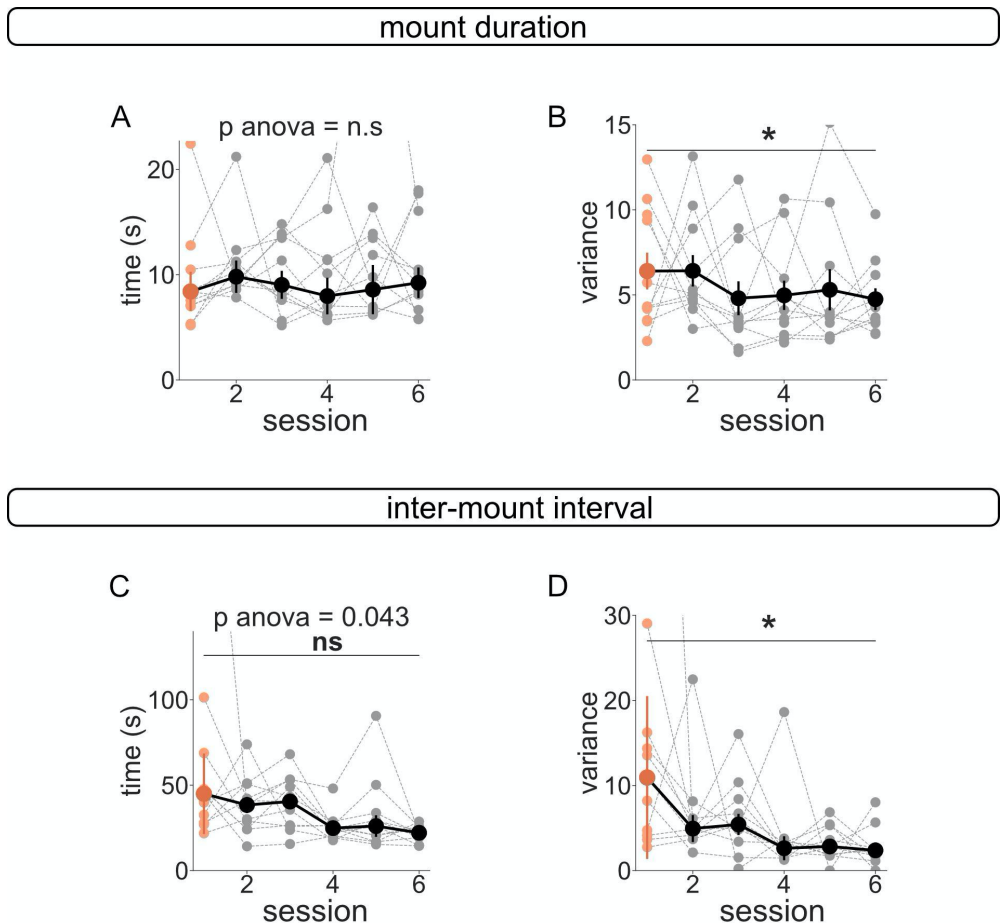 mount duration
A
p anova = n.s
20
10
0
time (s)
2 4 6
session
B
*
15
10
5
0
variance
2 4 6
session
inter-mount interval
C
p anova = 0.043
ns
100
50
0
time (s)
2 4 6
session
D
*
30
20
10
0
variance
2 4 6
session